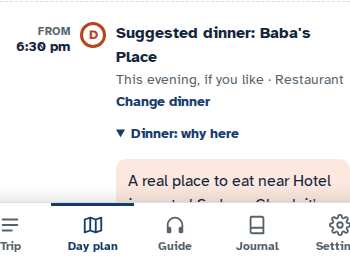 FROM
6:30 pm
D
Suggested dinner: Baba's
Place
This evening, if you like · Restaurant
Change dinner
▼ Dinner: why here
A real place to eat near Hotel
Trip
Day plan
Guide
Journal